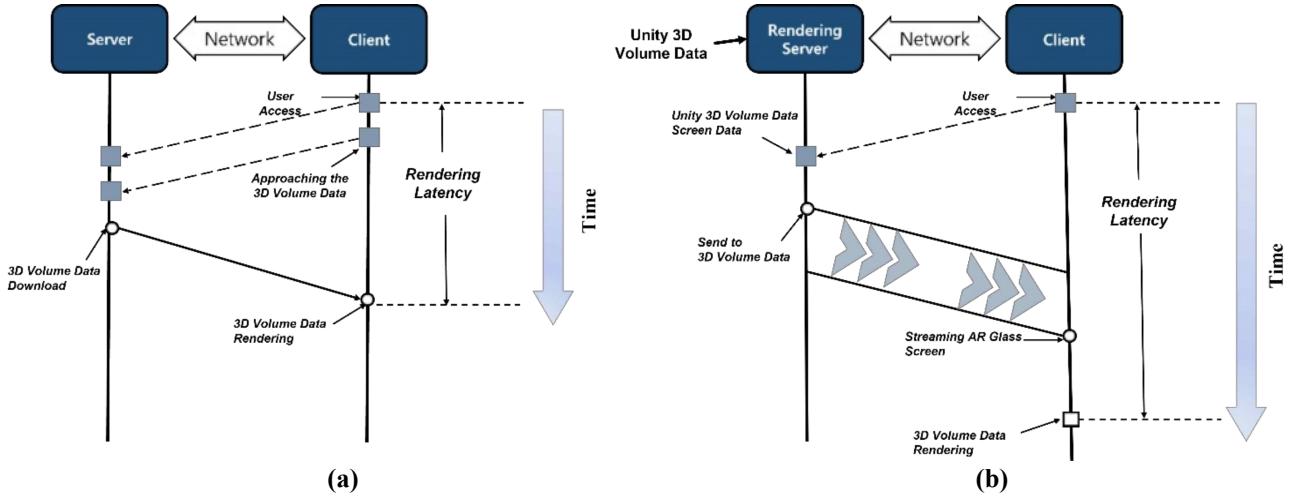 Server
Network
Client
User
Access
Approaching the
3D Volume Data
Rendering
Latency
Time
3D Volume Data
Download
3D Volume Data
Rendering
(a)
Unity 3D
Volume Data
Rendering
Server
Network
Client
User
Access
Unity 3D Volume Data
Screen Data
Rendering
Latency
Time
Send to
3D Volume Data
Streaming AR Glass
Screen
3D Volume Data
Rendering
(b)